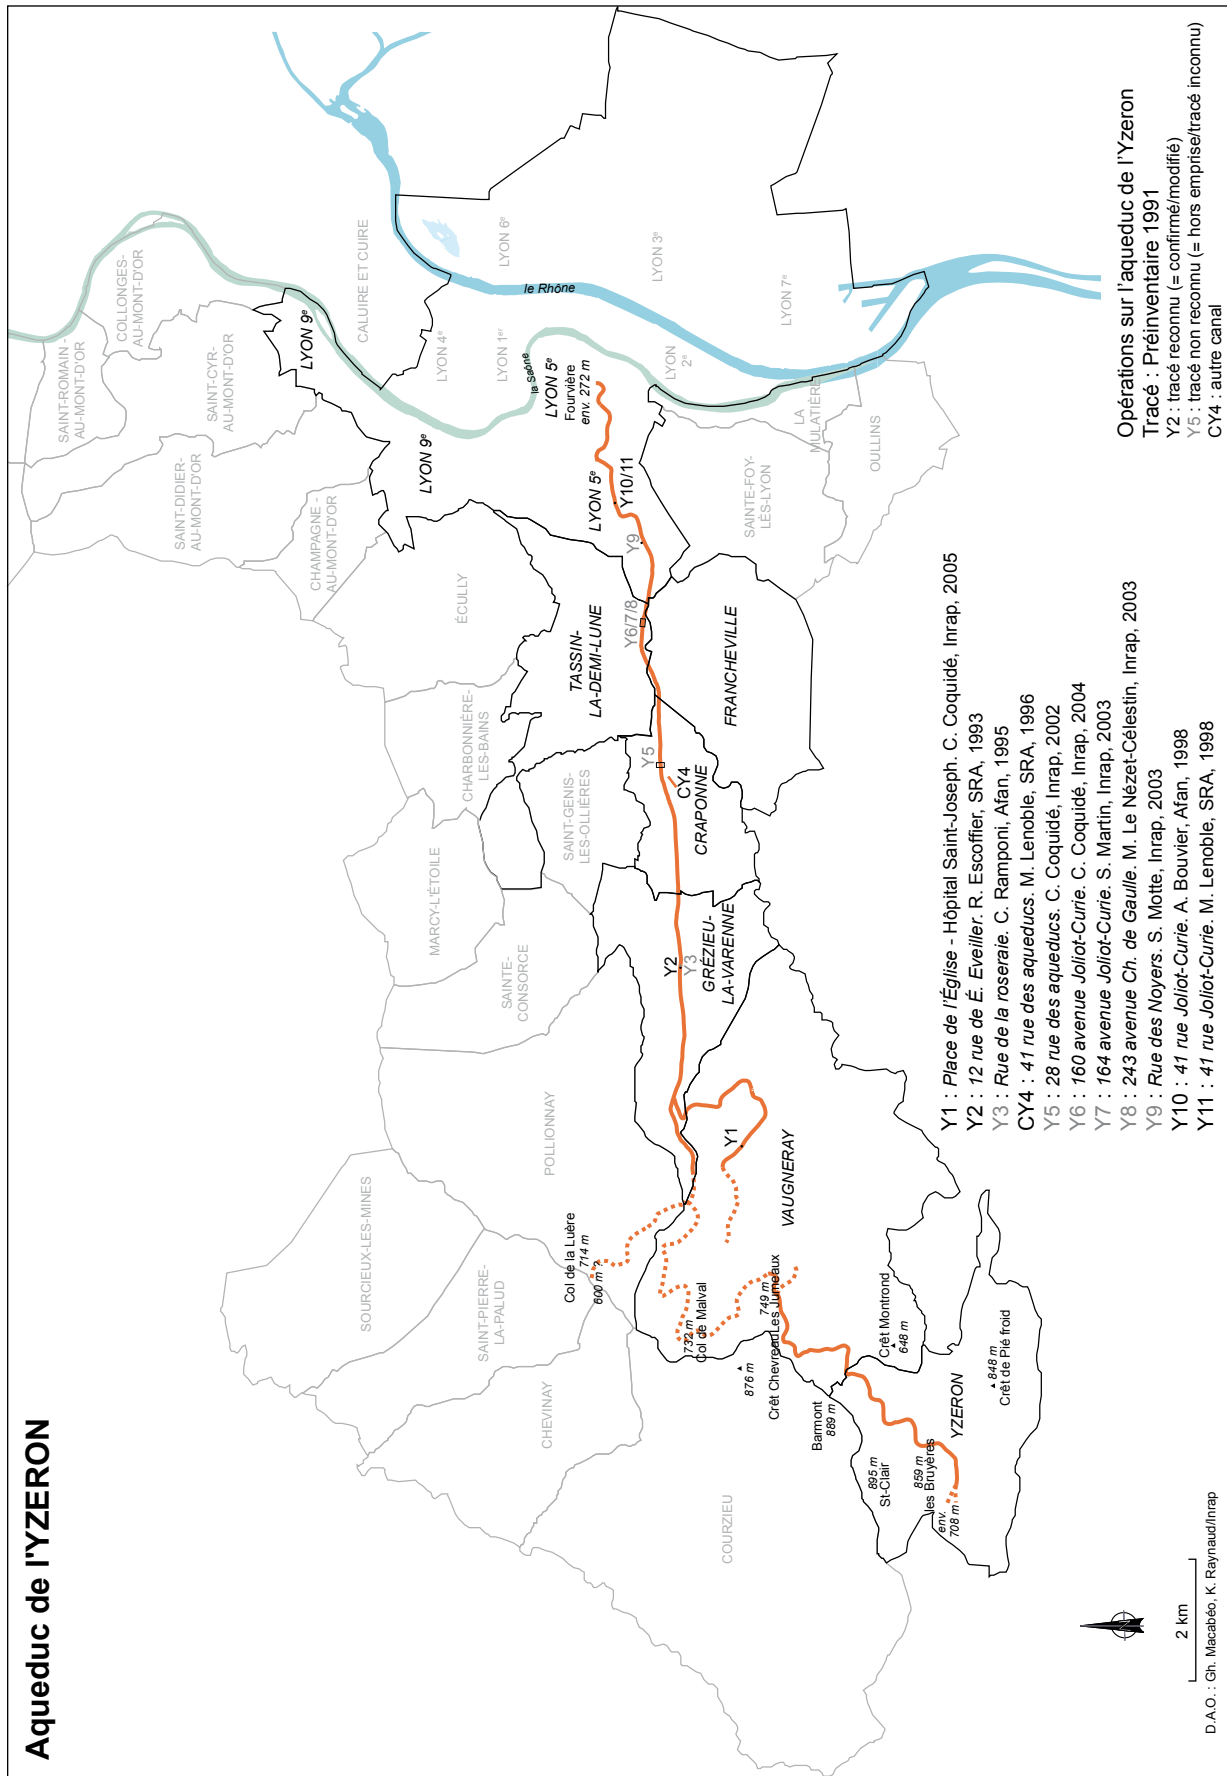 Aqueduc de l'YZERON
SAINT-ROMAIN -
AU-MONT-D'OR
COLLONGES-
AU-MONT-D'OR
SAINT-CYR-
AU-MONT-D'OR
SAINT-DIDIER-
AU-MONT-D'OR
CHAMPAGNE -
AU-MONT-D'OR
LYON 9e
CALUIRE ET CUIRE
LYON 9e
LYON 4e
LYON 1er
LYON 6e
LYON 3e
LYON 7e
LYON
2e
le Rhône
la Saône
LYON 5e
Fourvière
env. 272 m
LYON 5e
Y10/11
Y9
Y6/7/8
ÉCULLY
TASSIN-
LA-DEMI-LUNE
FRANCHEVILLE
SAINTE-FOY-
LÈS-LYON
LA
MULATIÈRE
OULLINS
CHARBONNIÈRE-
LES-BAINS
SAINT-GENIS-
LES-OLLIÈRES
MARCY-L'ÉTOILE
SAINTE-
CONSORCE
Y5
CY4
CRAPONNE
Y2
Y3
GRÉZIEU-
LA-VARENNE
POLLIONNAY
SOURCIEUX-LES-MINES
SAINT-PIERRE-
LA-PALUD
CHEVINAY
COURZIEU
Col de la Luère
714 m
600 m ?
Y1
VAUGNERAY
732 m
Col de Malval
749 m
Les Jumeaux
876 m
Crêt Chevreau
Barmont
889 m
Crêt Montrond
648 m
895 m
St-Clair
859 m
les Bruyères
env.
708 m
YZERON
848 m
Crêt de Pié froid
Y1 : Place de l'Église - Hôpital Saint-Joseph. C. Coquidé, Inrap, 2005
Y2 : 12 rue de É. Eveiller. R. Escoffier, SRA, 1993
Y3 : Rue de la roseraie. C. Ramponi, Afan, 1995
CY4 : 41 rue des aqueducs. M. Lenoble, SRA, 1996
Y5 : 28 rue des aqueducs. C. Coquidé, Inrap, 2002
Y6 : 160 avenue Joliot-Curie. C. Coquidé, Inrap, 2004
Y7 : 164 avenue Joliot-Curie. S. Martin, Inrap, 2003
Y8 : 243 avenue Ch. de Gaulle. M. Le Nézet-Célestin, Inrap, 2003
Y9 : Rue des Noyers. S. Motte, Inrap, 2003
Y10 : 41 rue Joliot-Curie. A. Bouvier, Afan, 1998
Y11 : 41 rue Joliot-Curie. M. Lenoble, SRA, 1998
Opérations sur l'aqueduc de l'Yzeron
Tracé : Préinventaire 1991
Y2 : tracé reconnu (= confirmé/modifié)
Y5 : tracé non reconnu (= hors emprise/tracé inconnu)
CY4 : autre canal
2 km
D.A.O. : Gh. Macabéo, K. Raynaud/Inrap